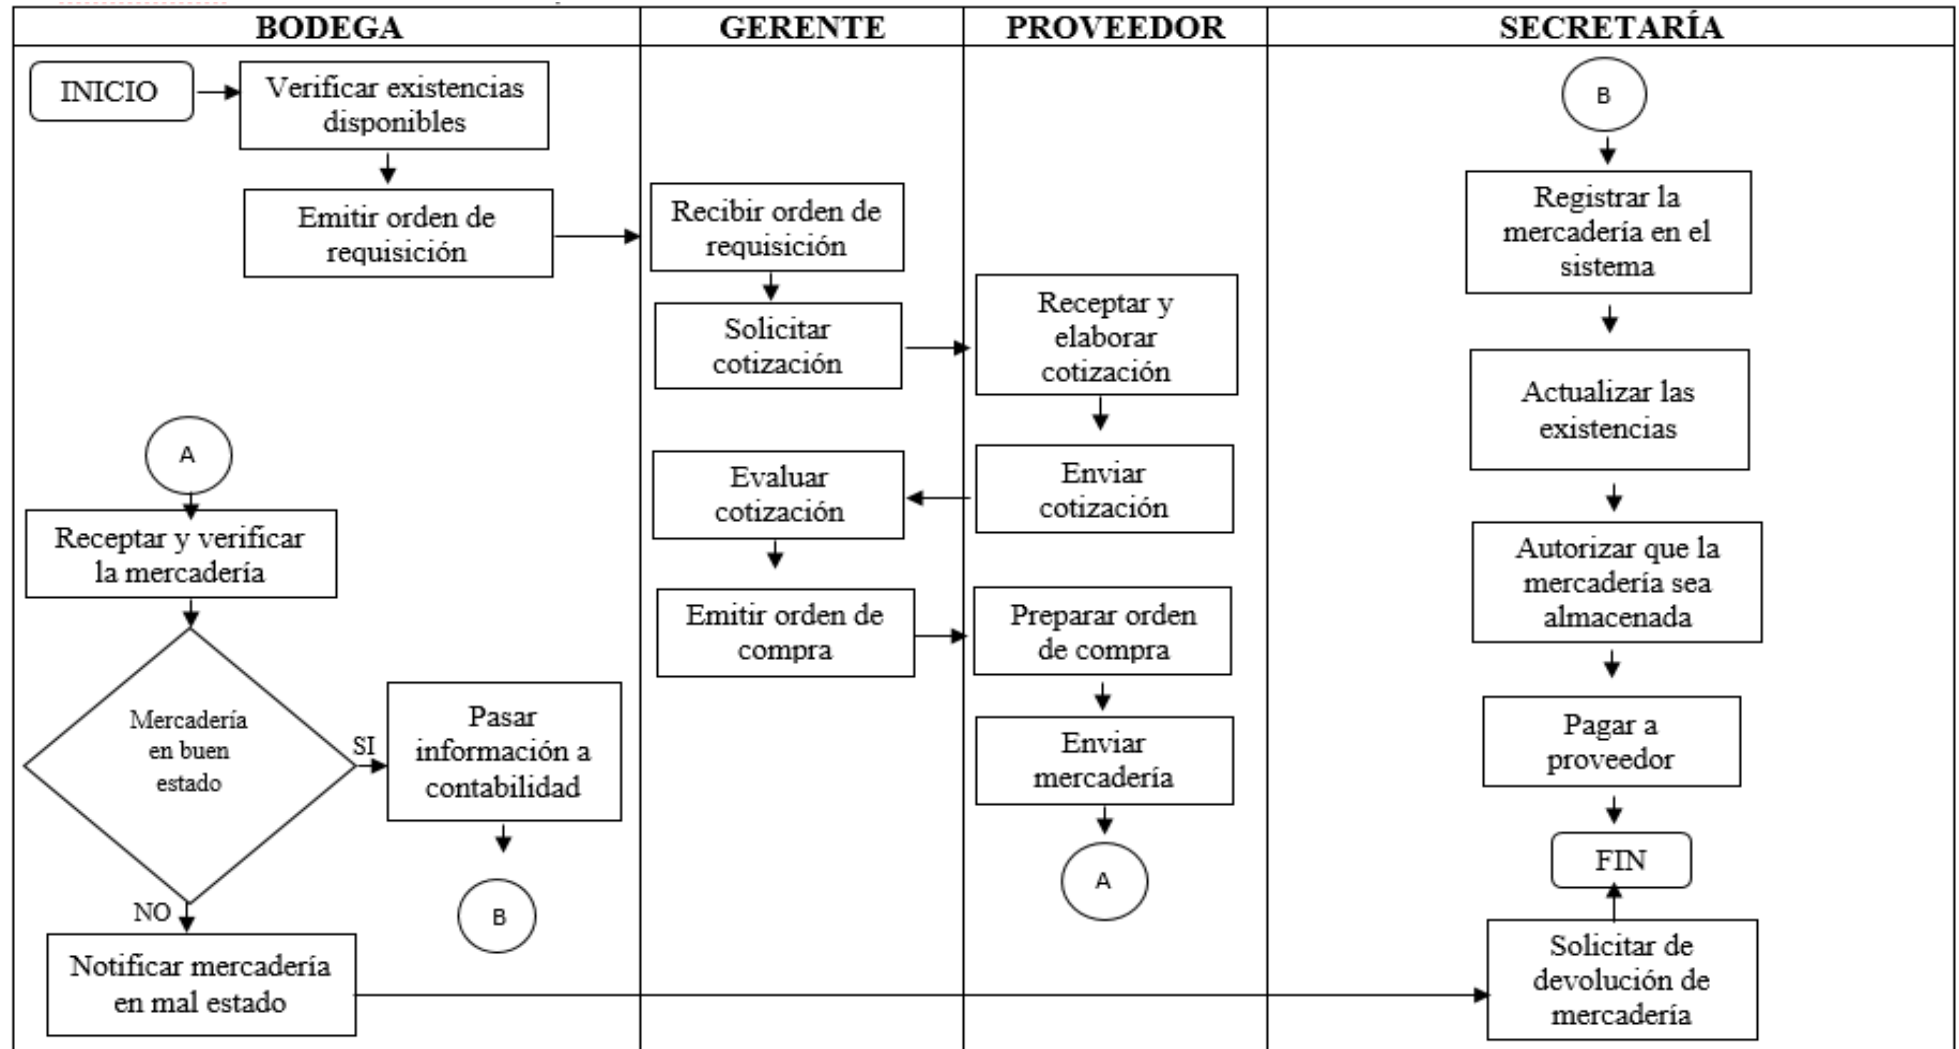 BODEGA
GERENTE
PROVEEDOR
SECRETARÍA
INICIO
Verificar existencias
disponibles
Emitir orden de
requisición
A
Receptar y verificar
la mercadería
Mercadería
en buen
estado
SI
Pasar
información a
contabilidad
B
NO
Notificar mercadería
en mal estado
Recibir orden de
requisición
Solicitar
cotización
Evaluar
cotización
Emitir orden de
compra
Receptar y
elaborar
cotización
Enviar
cotización
Preparar orden
de compra
Enviar
mercadería
A
B
Registrar la
mercadería en el
sistema
Actualizar las
existencias
Autorizar que la
mercadería sea
almacenada
Pagar a
proveedor
FIN
Solicitar de
devolución de
mercadería